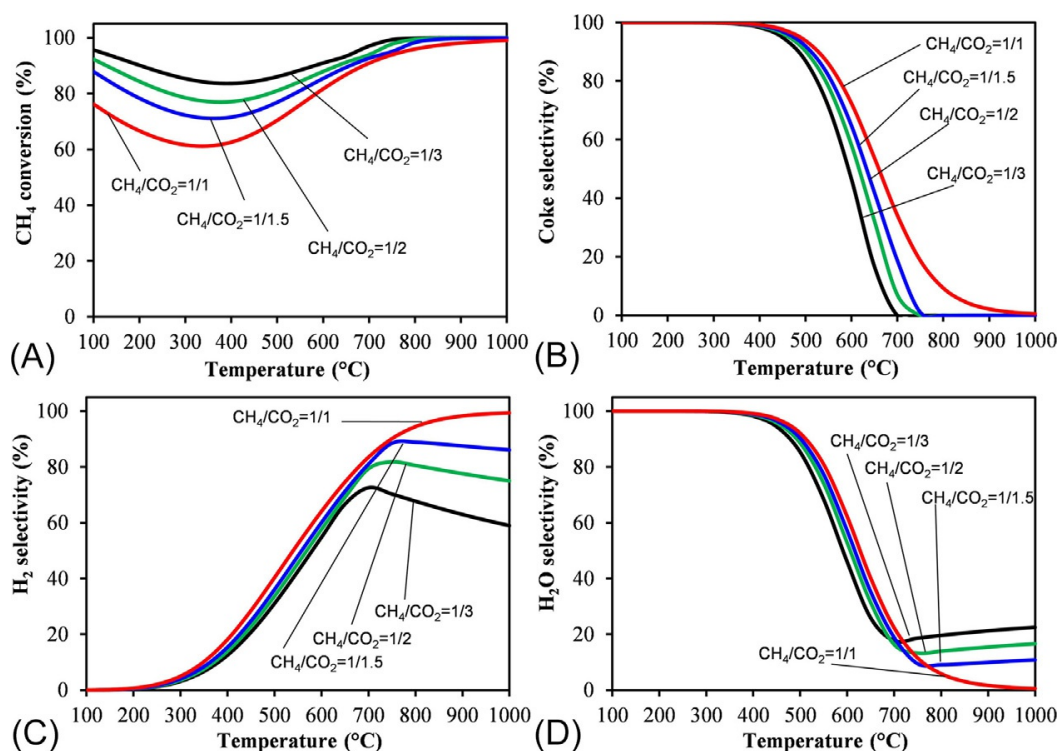 100
80
60
40
20
0
CH₄ conversion (%)
CH₄/CO₂=1/3
CH₄/CO₂=1/1
CH₄/CO₂=1/1.5
CH₄/CO₂=1/2
100 200 300 400 500 600 700 800 900 1000
Temperature (°C)
(A)
100
80
60
40
20
0
Coke selectivity (%)
CH₄/CO₂=1/1
CH₄/CO₂=1/1.5
CH₄/CO₂=1/2
CH₄/CO₂=1/3
100 200 300 400 500 600 700 800 900 1000
Temperature (°C)
(B)
100
80
60
40
20
0
H₂ selectivity (%)
CH₄/CO₂=1/1
CH₄/CO₂=1/3
CH₄/CO₂=1/2
CH₄/CO₂=1/1.5
100 200 300 400 500 600 700 800 900 1000
Temperature (°C)
(C)
100
80
60
40
20
0
H₂O selectivity (%)
CH₄/CO₂=1/3
CH₄/CO₂=1/2
CH₄/CO₂=1/1.5
CH₄/CO₂=1/1
100 200 300 400 500 600 700 800 900 1000
Temperature (°C)
(D)